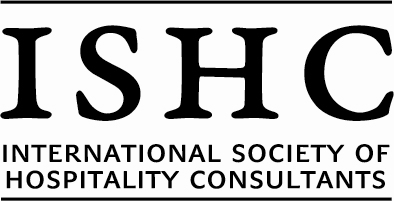 ISHC
INTERNATIONAL SOCIETY OF
HOSPITALITY CONSULTANTS